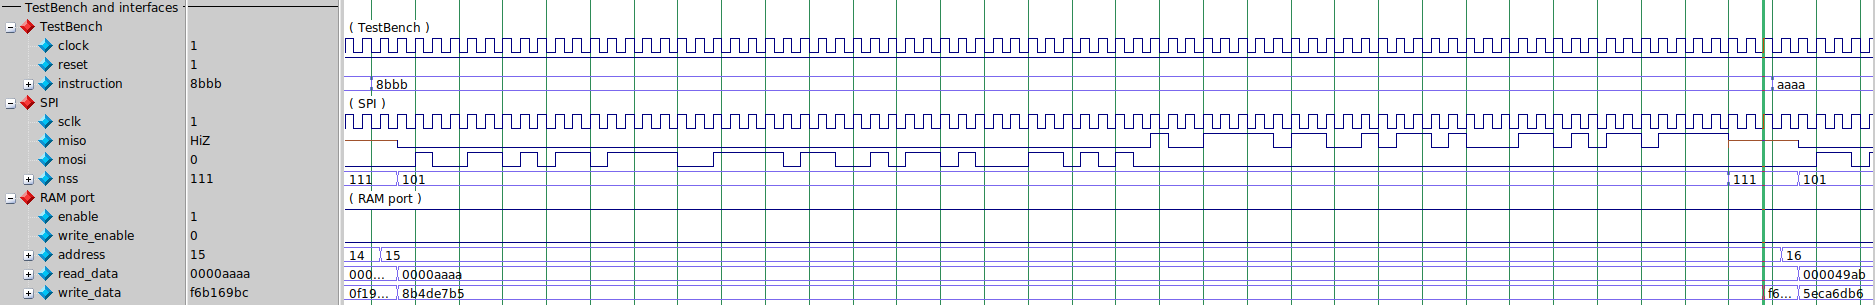 TestBench and interfaces
TestBench ( TestBench )
clock 1
reset 1
instruction 8bbb 8bbb aaaa
SPI ( SPI )
sclk 1
miso HiZ
mosi 0
nss 111 111 101 111 101
RAM port ( RAM port )
enable 1
write_enable 0
address 15 14 15 16
read_data 0000aaaa 000... 0000aaaa 000049ab
write_data f6b169bc 0f19... 8b4de7b5 f6... 5eca6db6